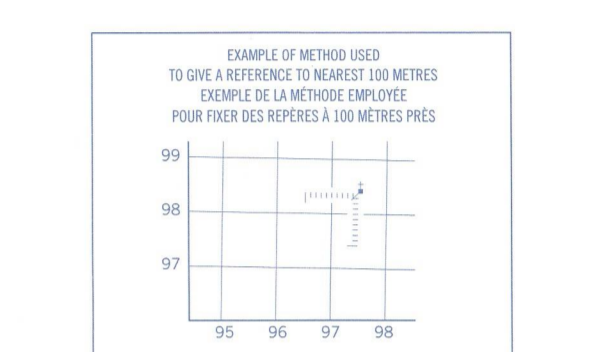 EXAMPLE OF METHOD USED
TO GIVE A REFERENCE TO NEAREST 100 METRES
EXEMPLE DE LA MÉTHODE EMPLOYÉE
POUR FIXER DES REPÈRES À 100 MÈTRES PRÈS
99
98
97
95 96 97 98